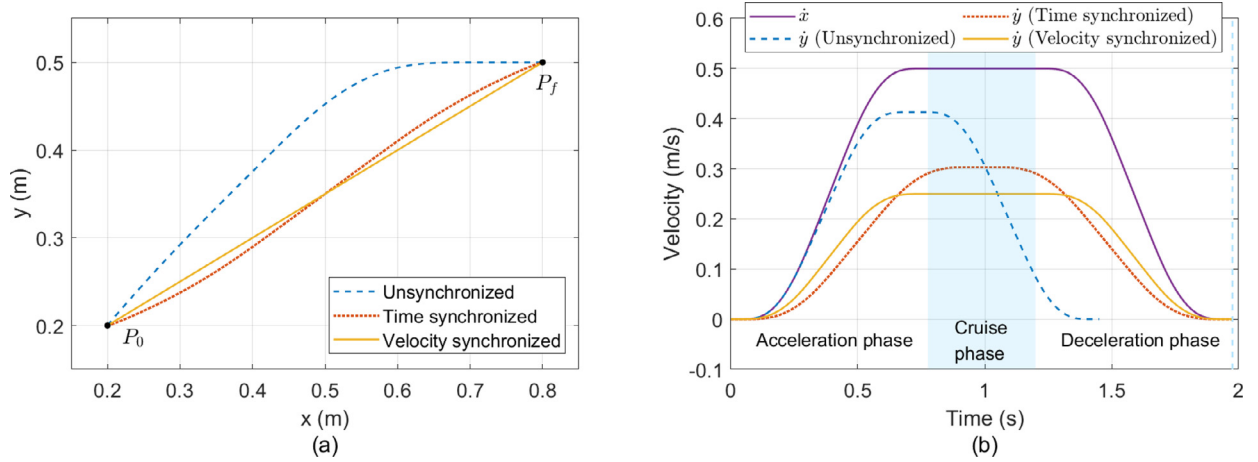 0.5
0.4
0.3
0.2
y (m)
P_f
P_0
Unsynchronized
Time synchronized
Velocity synchronized
0.2 0.3 0.4 0.5 0.6 0.7 0.8
x (m)
(a)
0.6
0.5
0.4
0.3
0.2
0.1
0
-0.1
Velocity (m/s)
ẋ
ẏ (Time synchronized)
ẏ (Unsynchronized)
ẏ (Velocity synchronized)
Acceleration phase
Cruise
phase
Deceleration phase
0 0.5 1 1.5 2
Time (s)
(b)